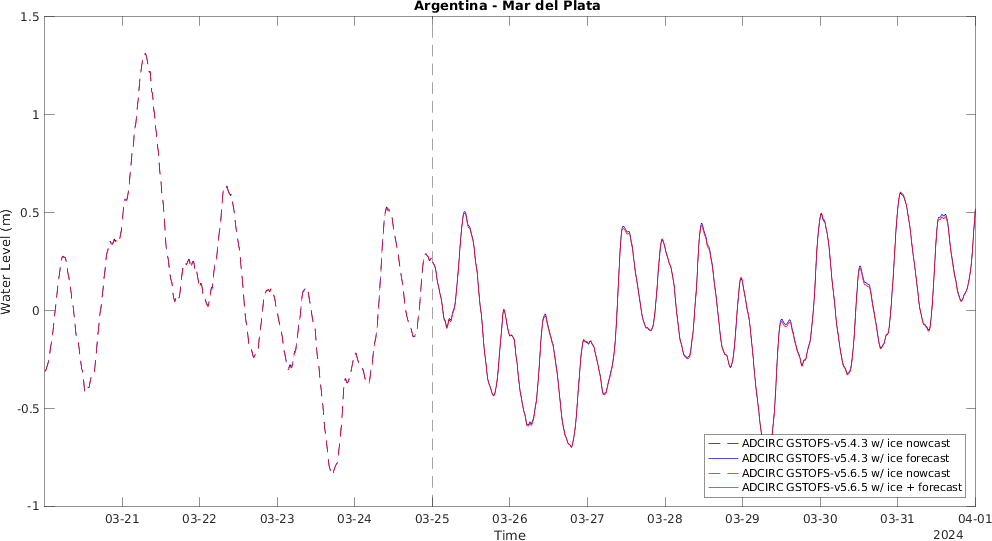 Argentina - Mar del Plata
1.5
1
0.5
0
-0.5
-1
Water Level (m)
03-21 03-22 03-23 03-24 03-25 03-26 03-27 03-28 03-29 03-30 03-31 04-01
Time
2024
ADCIRC GSTOFS-v5.4.3 w/ ice nowcast
ADCIRC GSTOFS-v5.4.3 w/ ice forecast
ADCIRC GSTOFS-v5.6.5 w/ ice nowcast
ADCIRC GSTOFS-v5.6.5 w/ ice + forecast